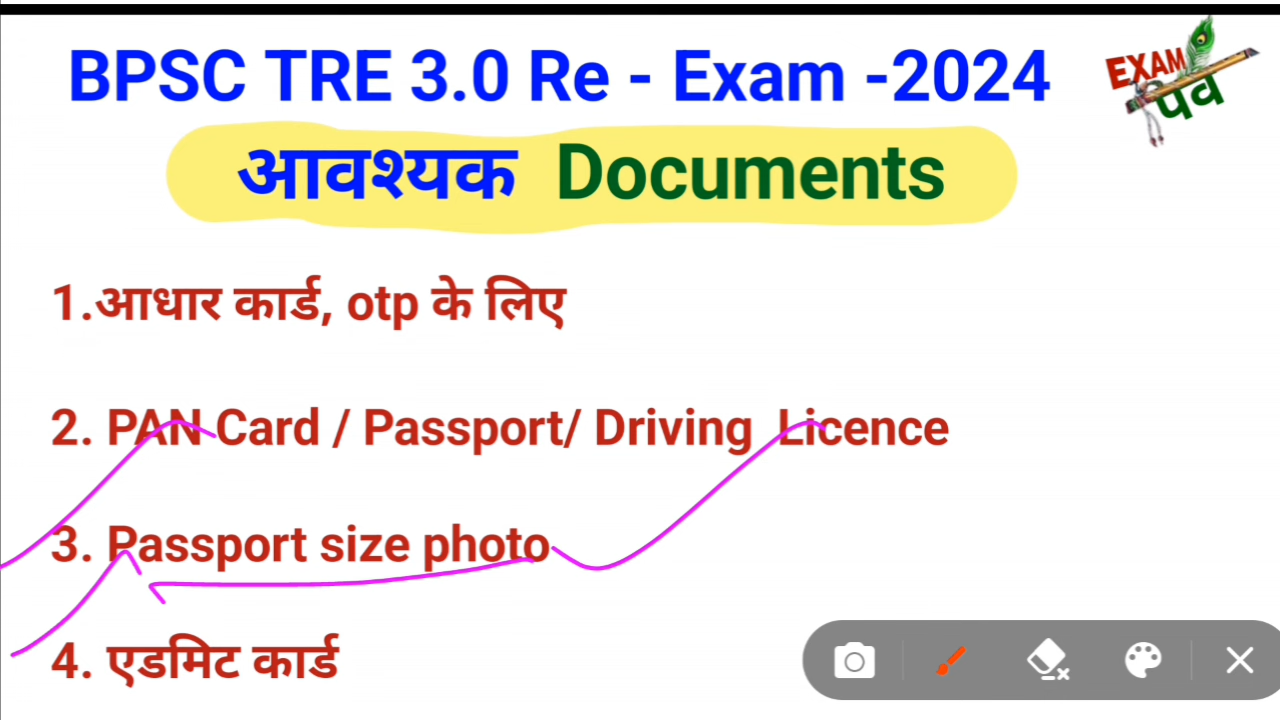 BPSC TRE 3.0 Re - Exam -2024
EXAM
पर्व
आवश्यक Documents
1.आधार कार्ड, otp के लिए
2. PAN Card / Passport/ Driving Licence
3. Passport size photo
4. एडमिट कार्ड